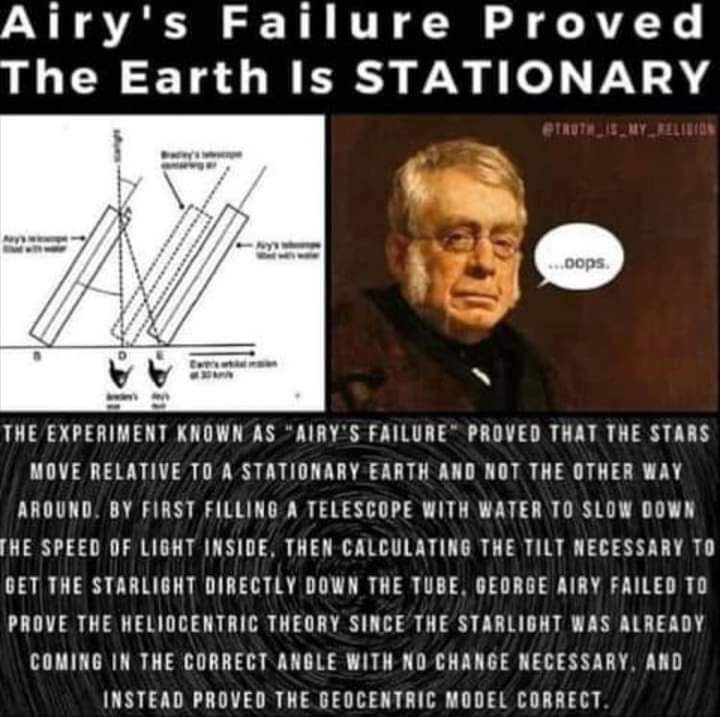 Airy's Failure Proved
The Earth Is STATIONARY
@TRUTH_IS_MY_RELIGION
starlight
Bradley's telescope
containing air
Airy's telescope
filled with water
Airy's telescope
filled with water
...oops.
B
D
E
Earth's orbital motion
at 30 km/s
THE EXPERIMENT KNOWN AS "AIRY'S FAILURE" PROVED THAT THE STARS
MOVE RELATIVE TO A STATIONARY EARTH AND NOT THE OTHER WAY
AROUND. BY FIRST FILLING A TELESCOPE WITH WATER TO SLOW DOWN
THE SPEED OF LIGHT INSIDE, THEN CALCULATING THE TILT NECESSARY TO
GET THE STARLIGHT DIRECTLY DOWN THE TUBE, GEORGE AIRY FAILED TO
PROVE THE HELIOCENTRIC THEORY SINCE THE STARLIGHT WAS ALREADY
COMING IN THE CORRECT ANGLE WITH NO CHANGE NECESSARY, AND
INSTEAD PROVED THE GEOCENTRIC MODEL CORRECT.